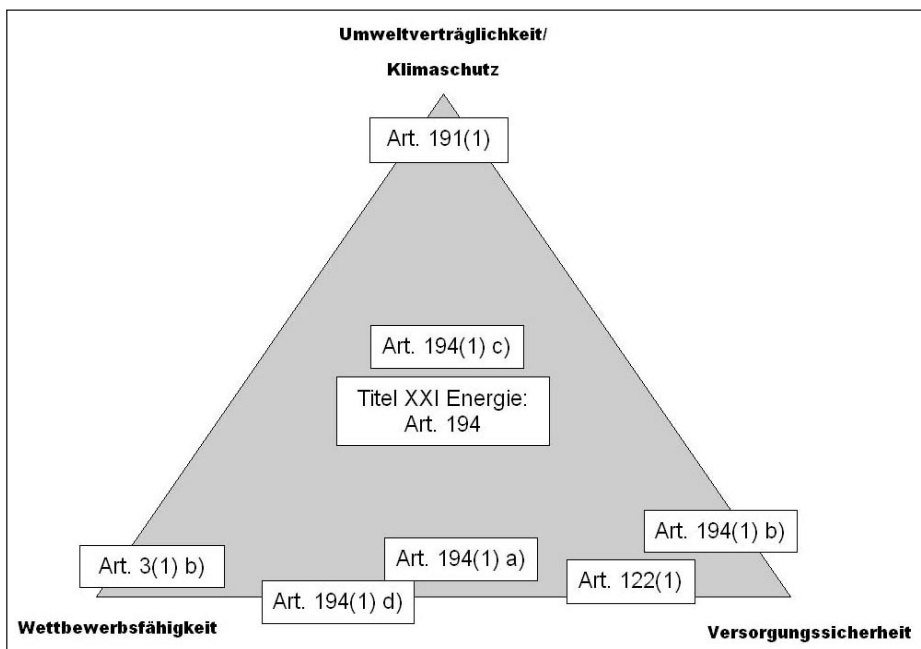 Umweltverträglichkeit/
Klimaschutz
Art. 191(1)
Art. 194(1) c)
Titel XXI Energie:
Art. 194
Art. 194(1) b)
Art. 194(1) a)
Art. 3(1) b)
Art. 122(1)
Art. 194(1) d)
Wettbewerbsfähigkeit
Versorgungssicherheit